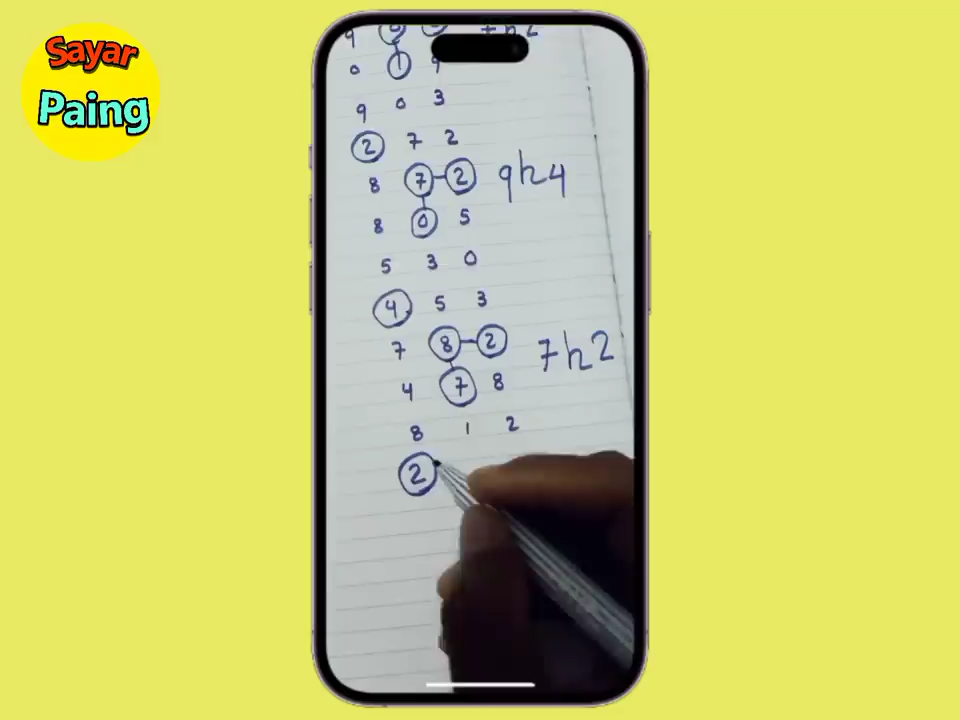 Sayar
Paing
9
0 1 9
9 0 3
2 7 2
8 7 2 9h4
8 0 5
5 3 0
4 5 3
7 8 2 7h2
4 7 8
8 1 2
2